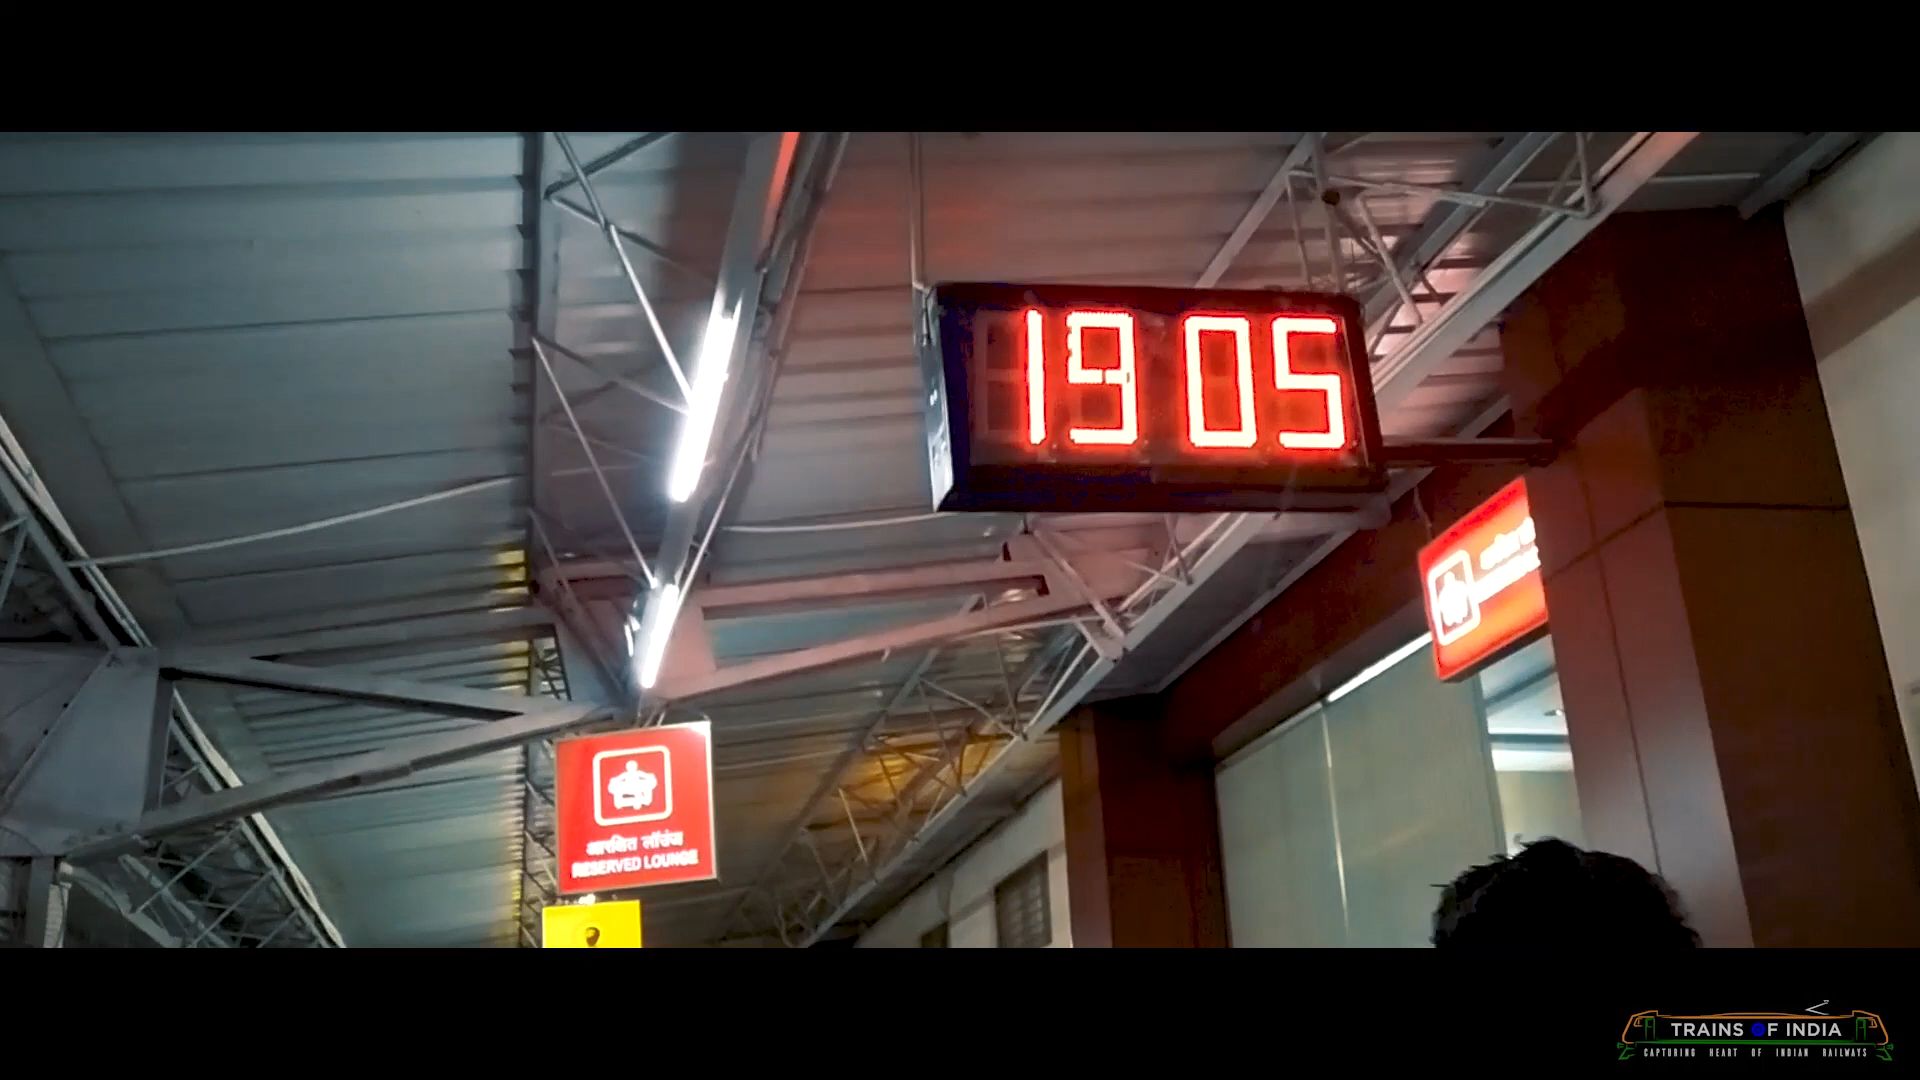 19 05
आरक्षित लॉउंज
RESERVED LOUNGE
TRAINS OF INDIA
CAPTURING HEART OF INDIAN RAILWAYS